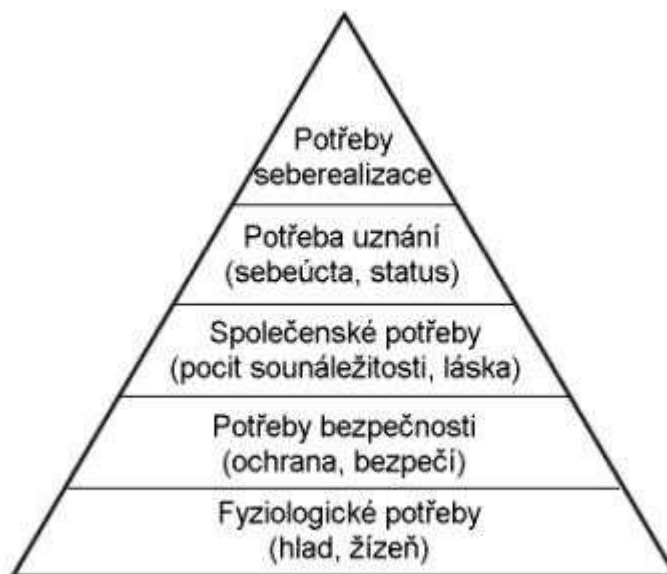 Potřeby
seberealizace
Potřeba uznání
(sebeúcta, status)
Společenské potřeby
(pocit sounáležitosti, láska)
Potřeby bezpečnosti
(ochrana, bezpečí)
Fyziologické potřeby
(hlad, žízeň)